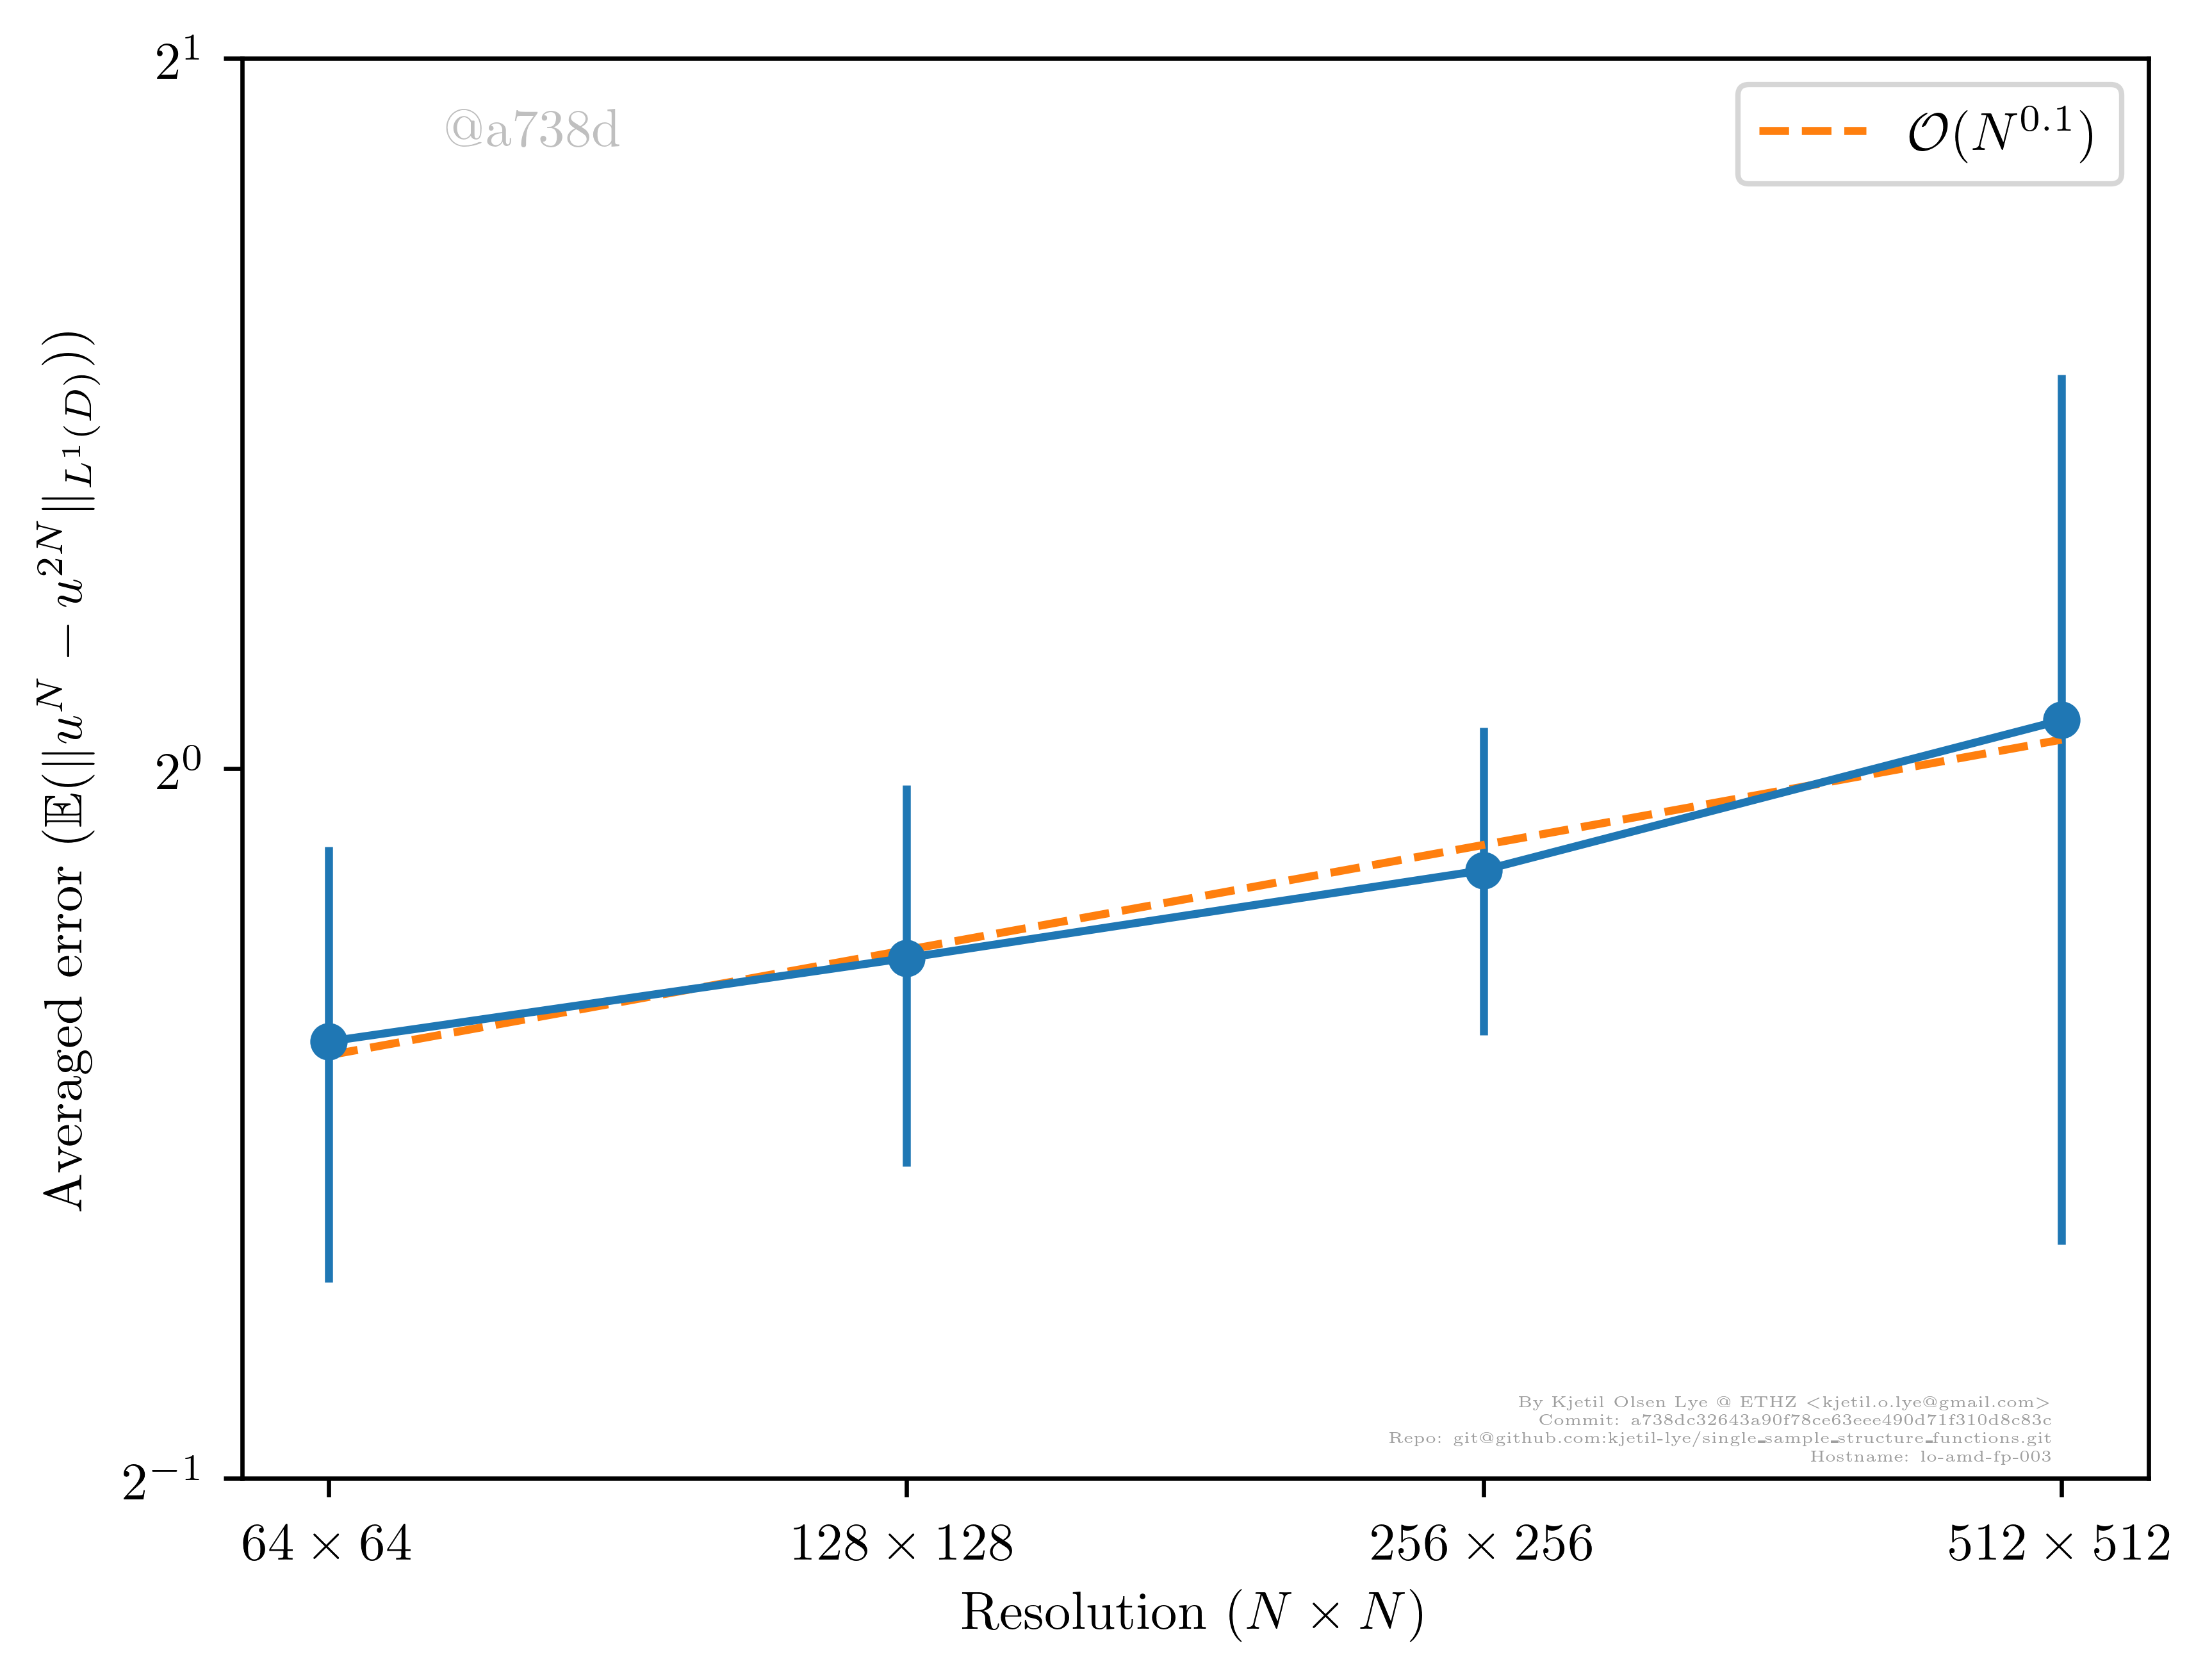 2^1
@a738d
O(N^{0.1})
Averaged error (𝔼(||u^N − u^{2N}||_{L^1(D)}))
2^0
2^{−1}
By Kjetil Olsen Lye @ ETHZ <kjetil.o.lye@gmail.com>
Commit: a738dc32643a90f78ce63eee490d71f310d8c83c
Repo: git@github.com:kjetil-lye/single_sample_structure_functions.git
Hostname: lo-amd-fp-003
64 × 64 128 × 128 256 × 256 512 × 512
Resolution (N × N)